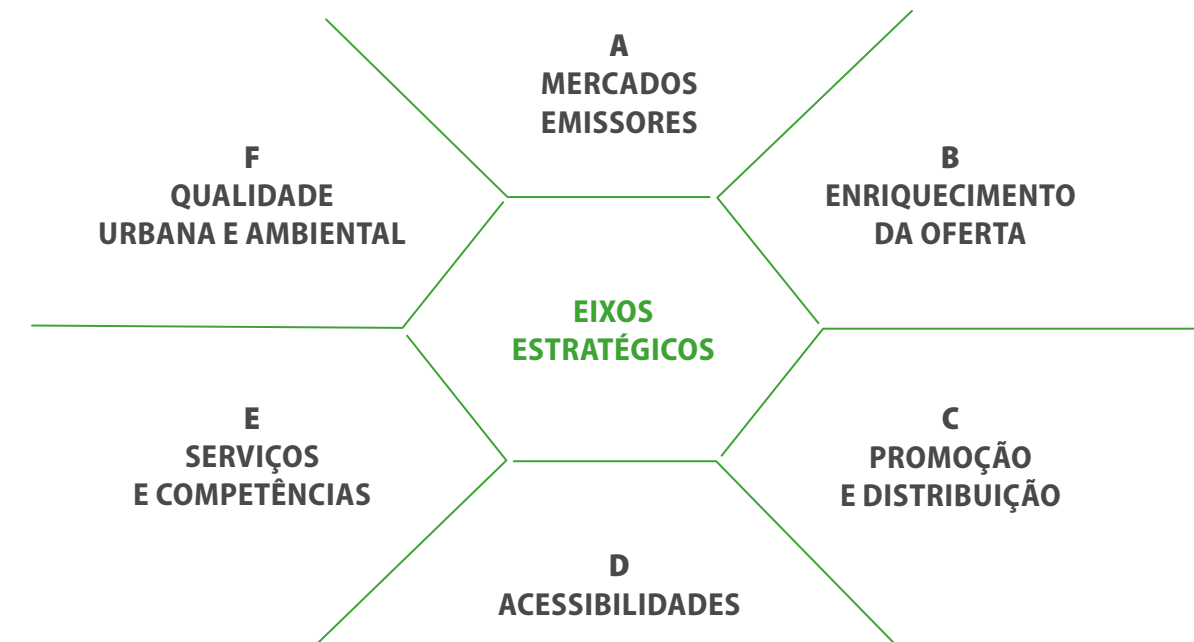 A
MERCADOS
EMISSORES
B
ENRIQUECIMENTO
DA OFERTA
C
PROMOÇÃO
E DISTRIBUIÇÃO
D
ACESSIBILIDADES
E
SERVIÇOS
E COMPETÊNCIAS
F
QUALIDADE
URBANA E AMBIENTAL
EIXOS
ESTRATÉGICOS